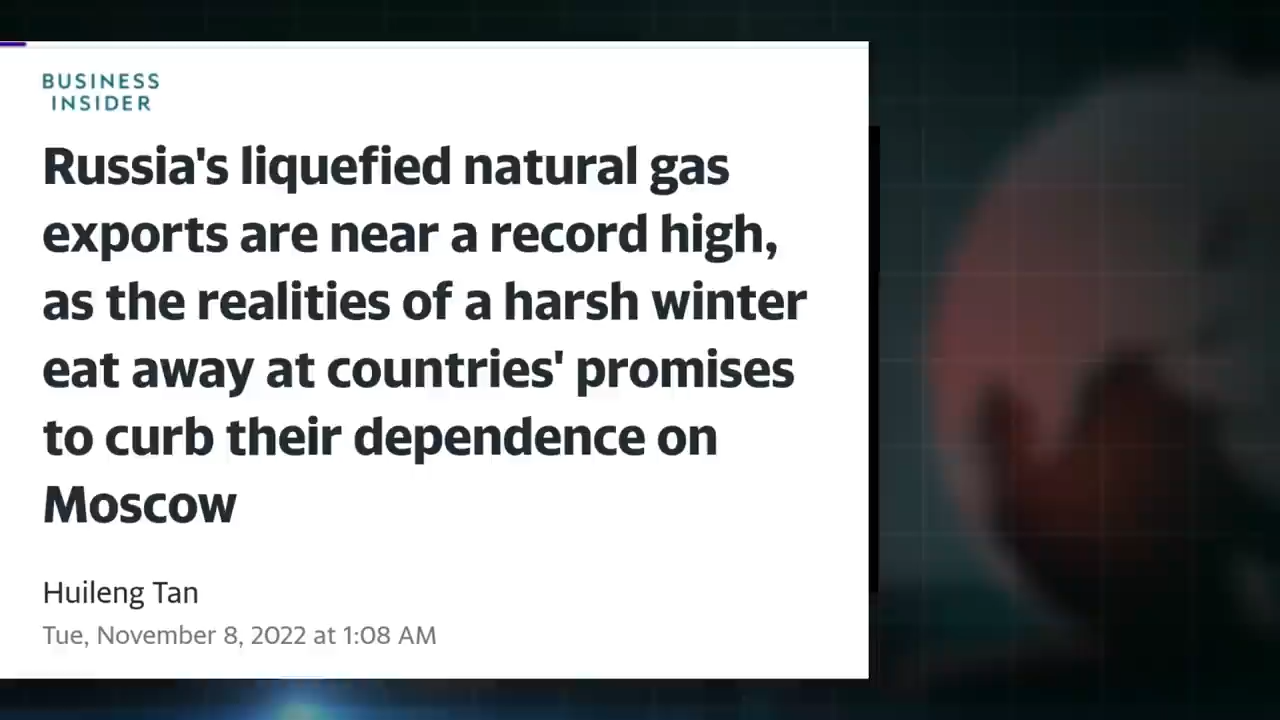 BUSINESS
INSIDER
Russia's liquefied natural gas
exports are near a record high,
as the realities of a harsh winter
eat away at countries' promises
to curb their dependence on
Moscow
Huileng Tan
Tue, November 8, 2022 at 1:08 AM